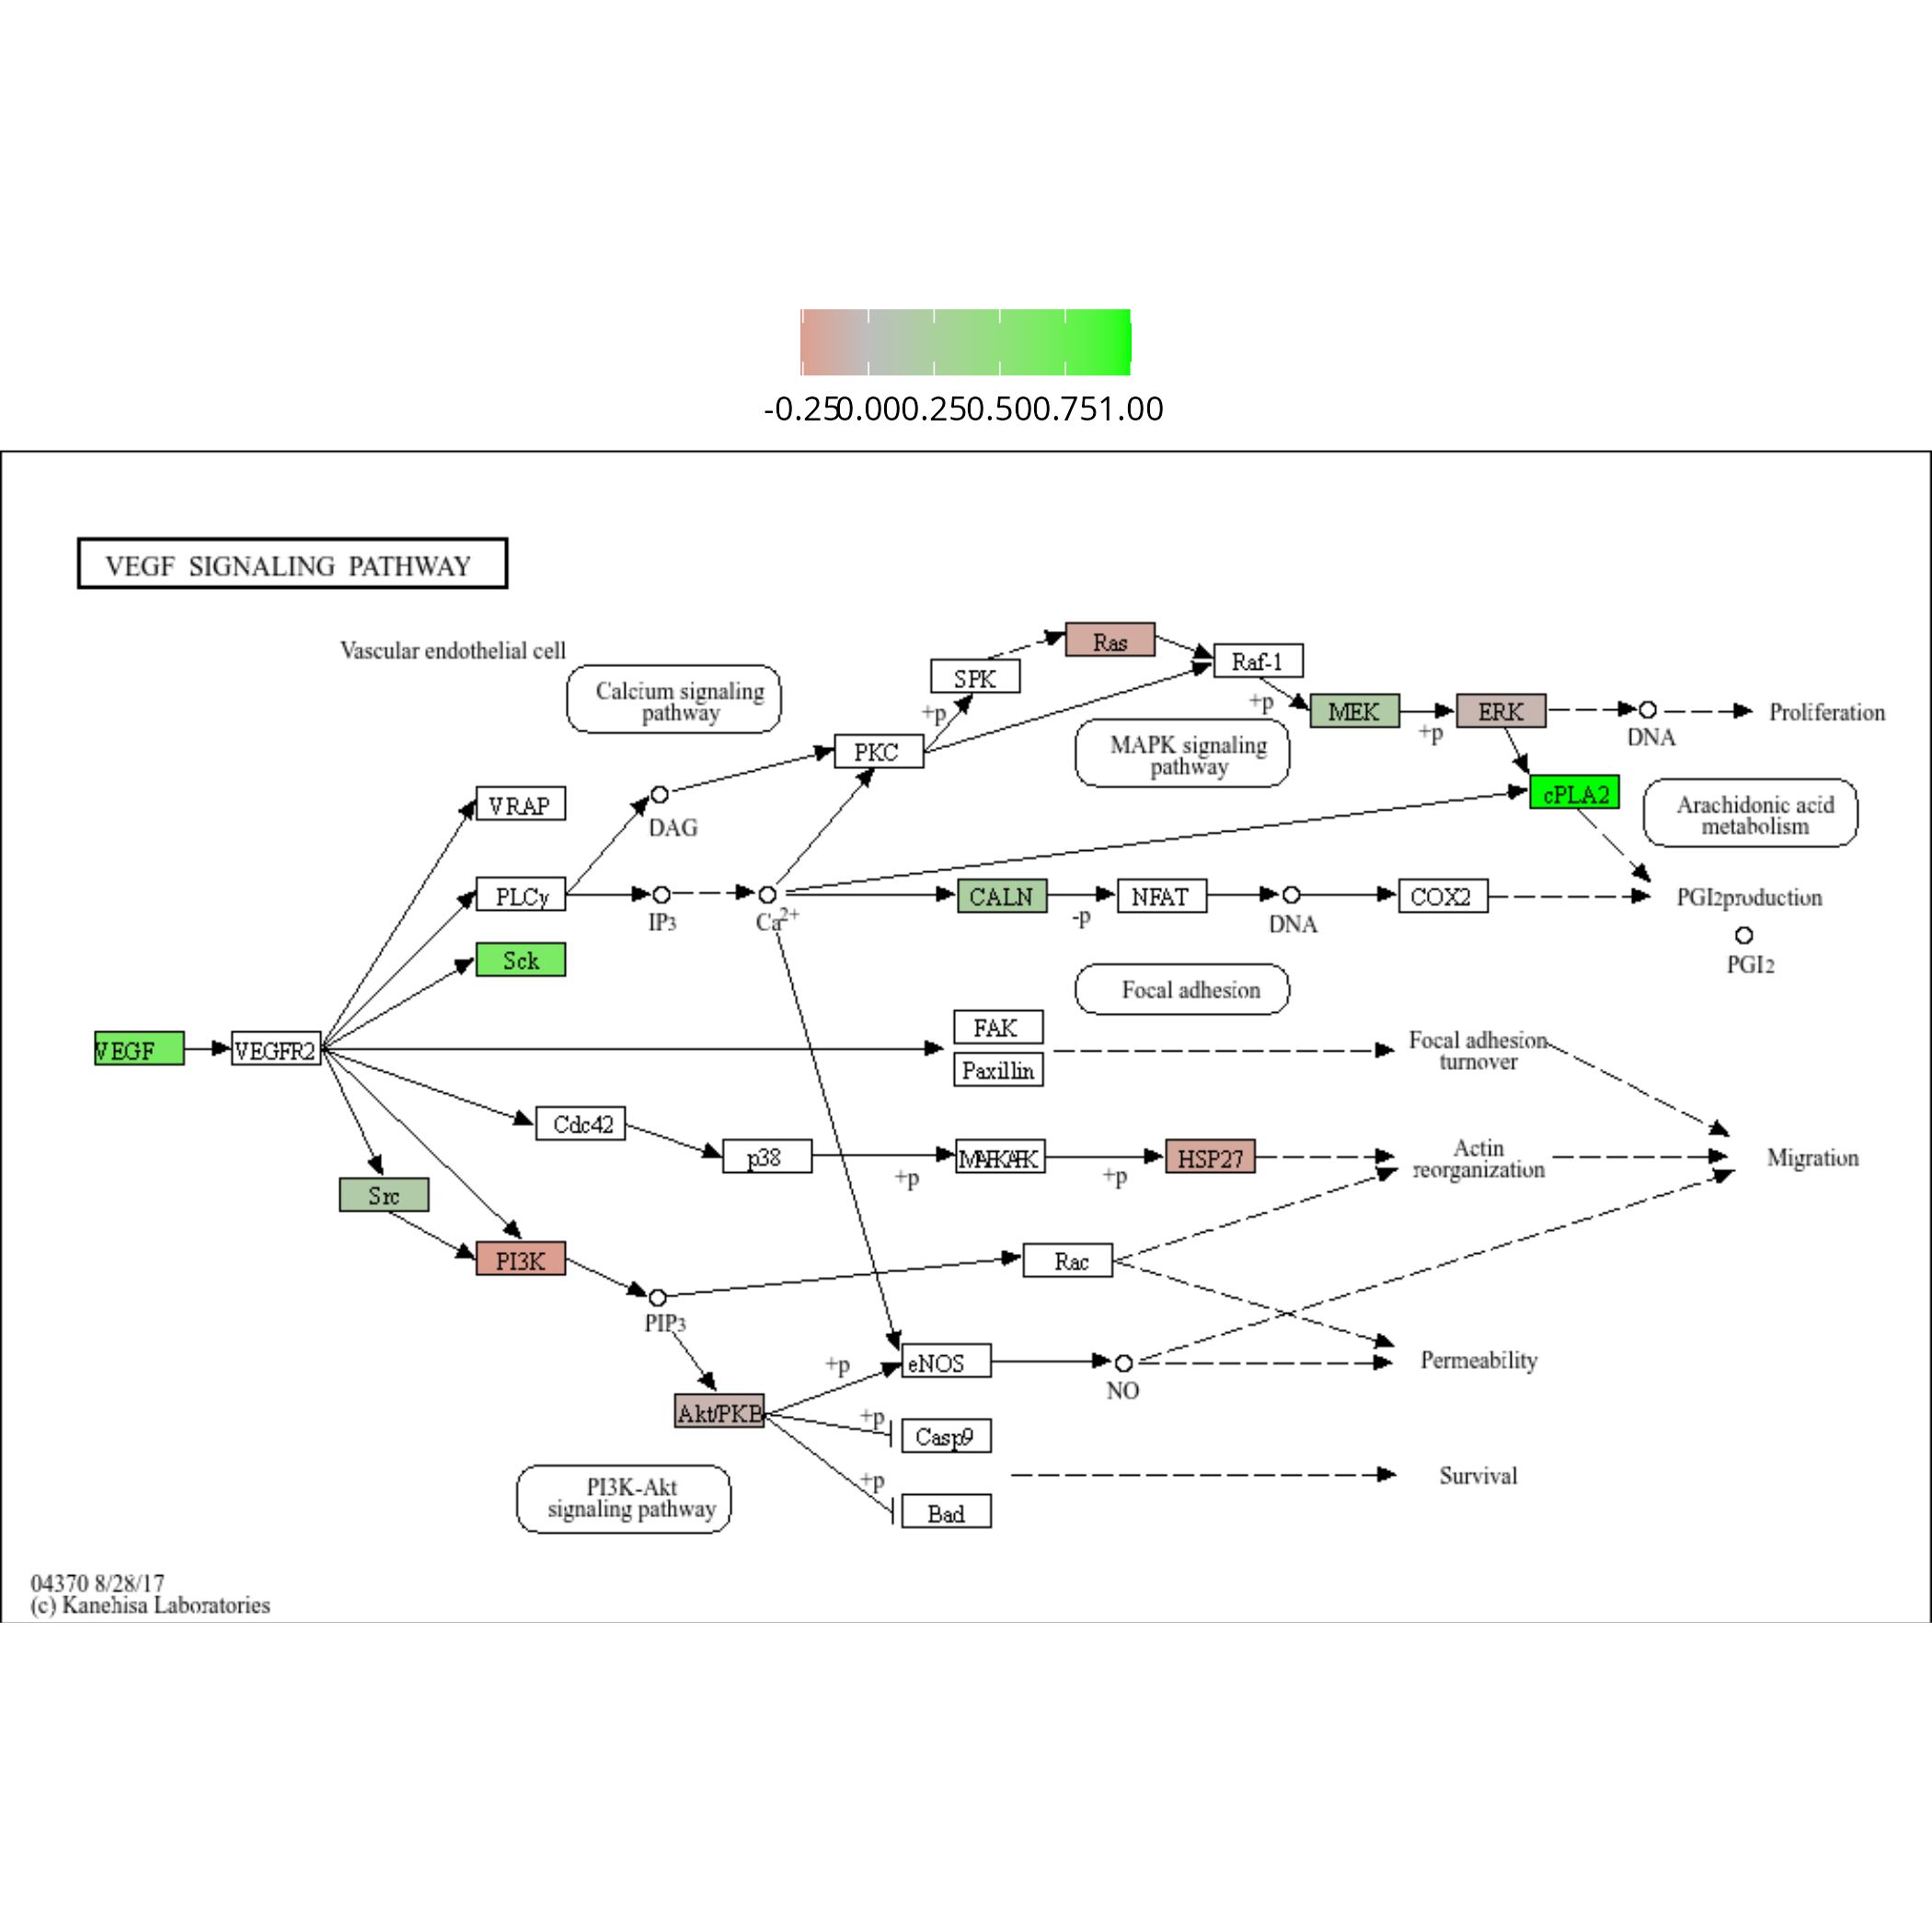 -0.25 0.00 0.25 0.50 0.75 1.00
VEGF SIGNALING PATHWAY
Vascular endothelial cell
Calcium signaling
pathway
SPK
Ras
Raf-1
+p
+p
MEK
+p
ERK
DNA
Proliferation
PKC
MAPK signaling
pathway
VRAP
DAG
cPLA2
Arachidonic acid
metabolism
PLCγ
IP3
Ca2+
CALN
-p
NFAT
DNA
COX2
PGI2production
PGI2
Sck
Focal adhesion
VEGF
VEGFR2
FAK
Paxillin
Focal adhesion
turnover
Cdc42
p38
+p
+p
HSP27
Actin
reorganization
Migration
Src
PI3K
PIP3
Rac
+p
eNOS
NO
Permeability
Akt/PKB
+p
Casp9
+p
Bad
Survival
PI3K-Akt
signaling pathway
04370 8/28/17
(c) Kanehisa Laboratories